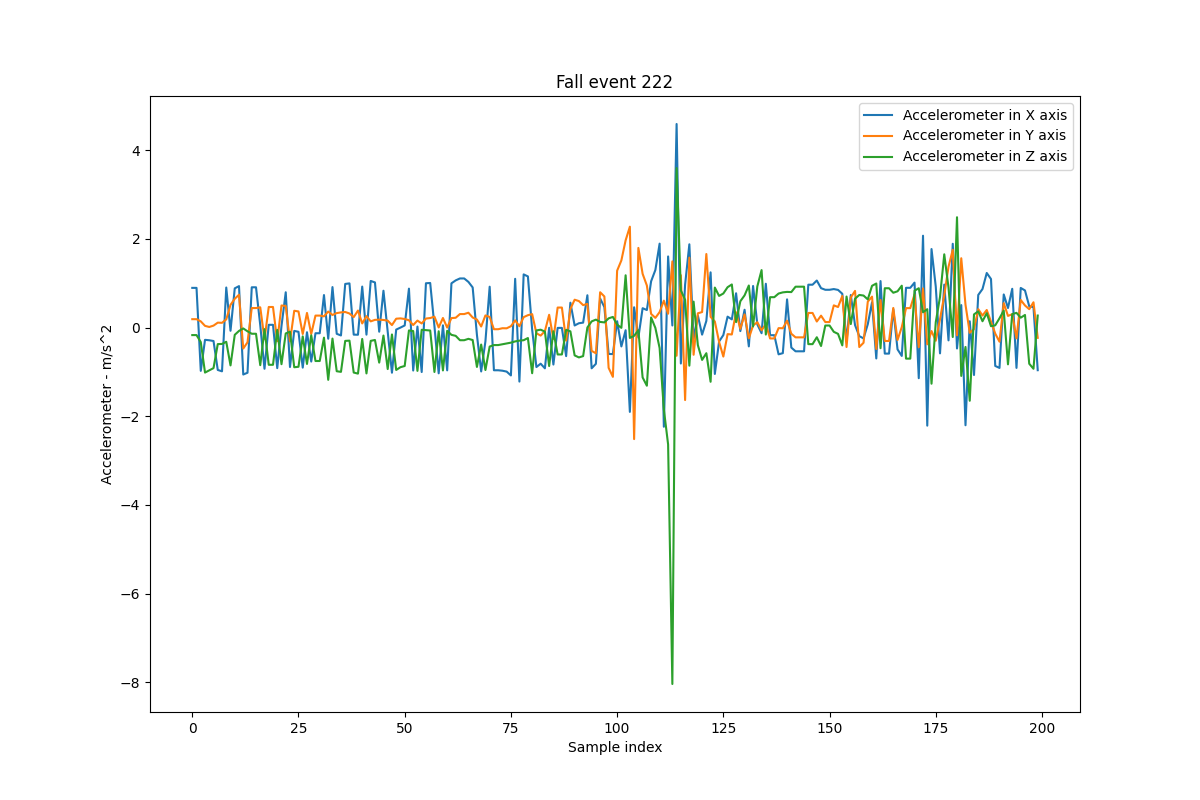 Fall event 222
Accelerometer in X axis
Accelerometer in Y axis
Accelerometer in Z axis
Accelerometer - m/s^2
4
2
0
−2
−4
−6
−8
0 25 50 75 100 125 150 175 200
Sample index